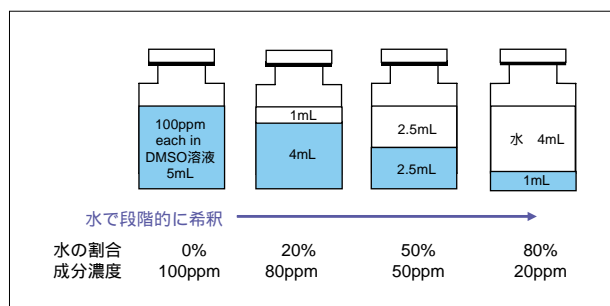 100ppm
each in
DMSO溶液
5mL
1mL
4mL
2.5mL
2.5mL
水 4mL
1mL
水で段階的に希釈
水の割合 0% 20% 50% 80%
成分濃度 100ppm 80ppm 50ppm 20ppm